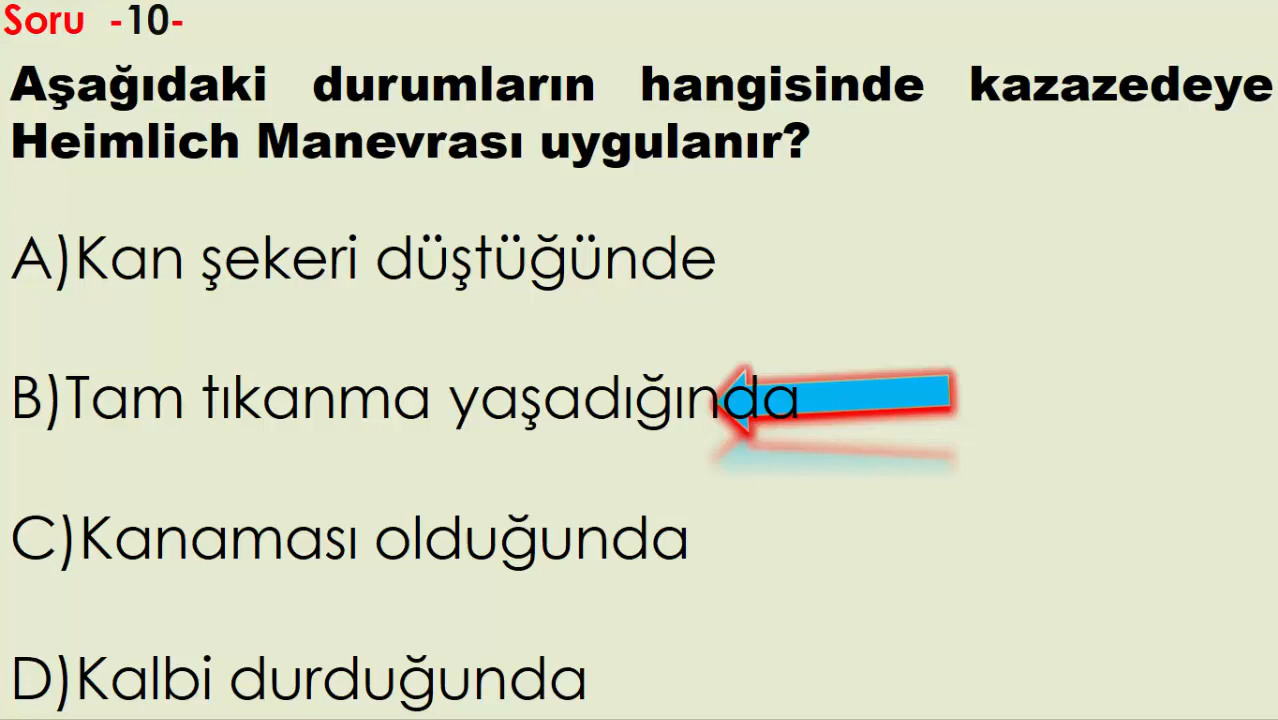 Soru -10-
Aşağıdaki durumların hangisinde kazazedeye
Heimlich Manevrası uygulanır?
A)Kan şekeri düştüğünde
B)Tam tıkanma yaşadığında
C)Kanaması olduğunda
D)Kalbi durduğunda